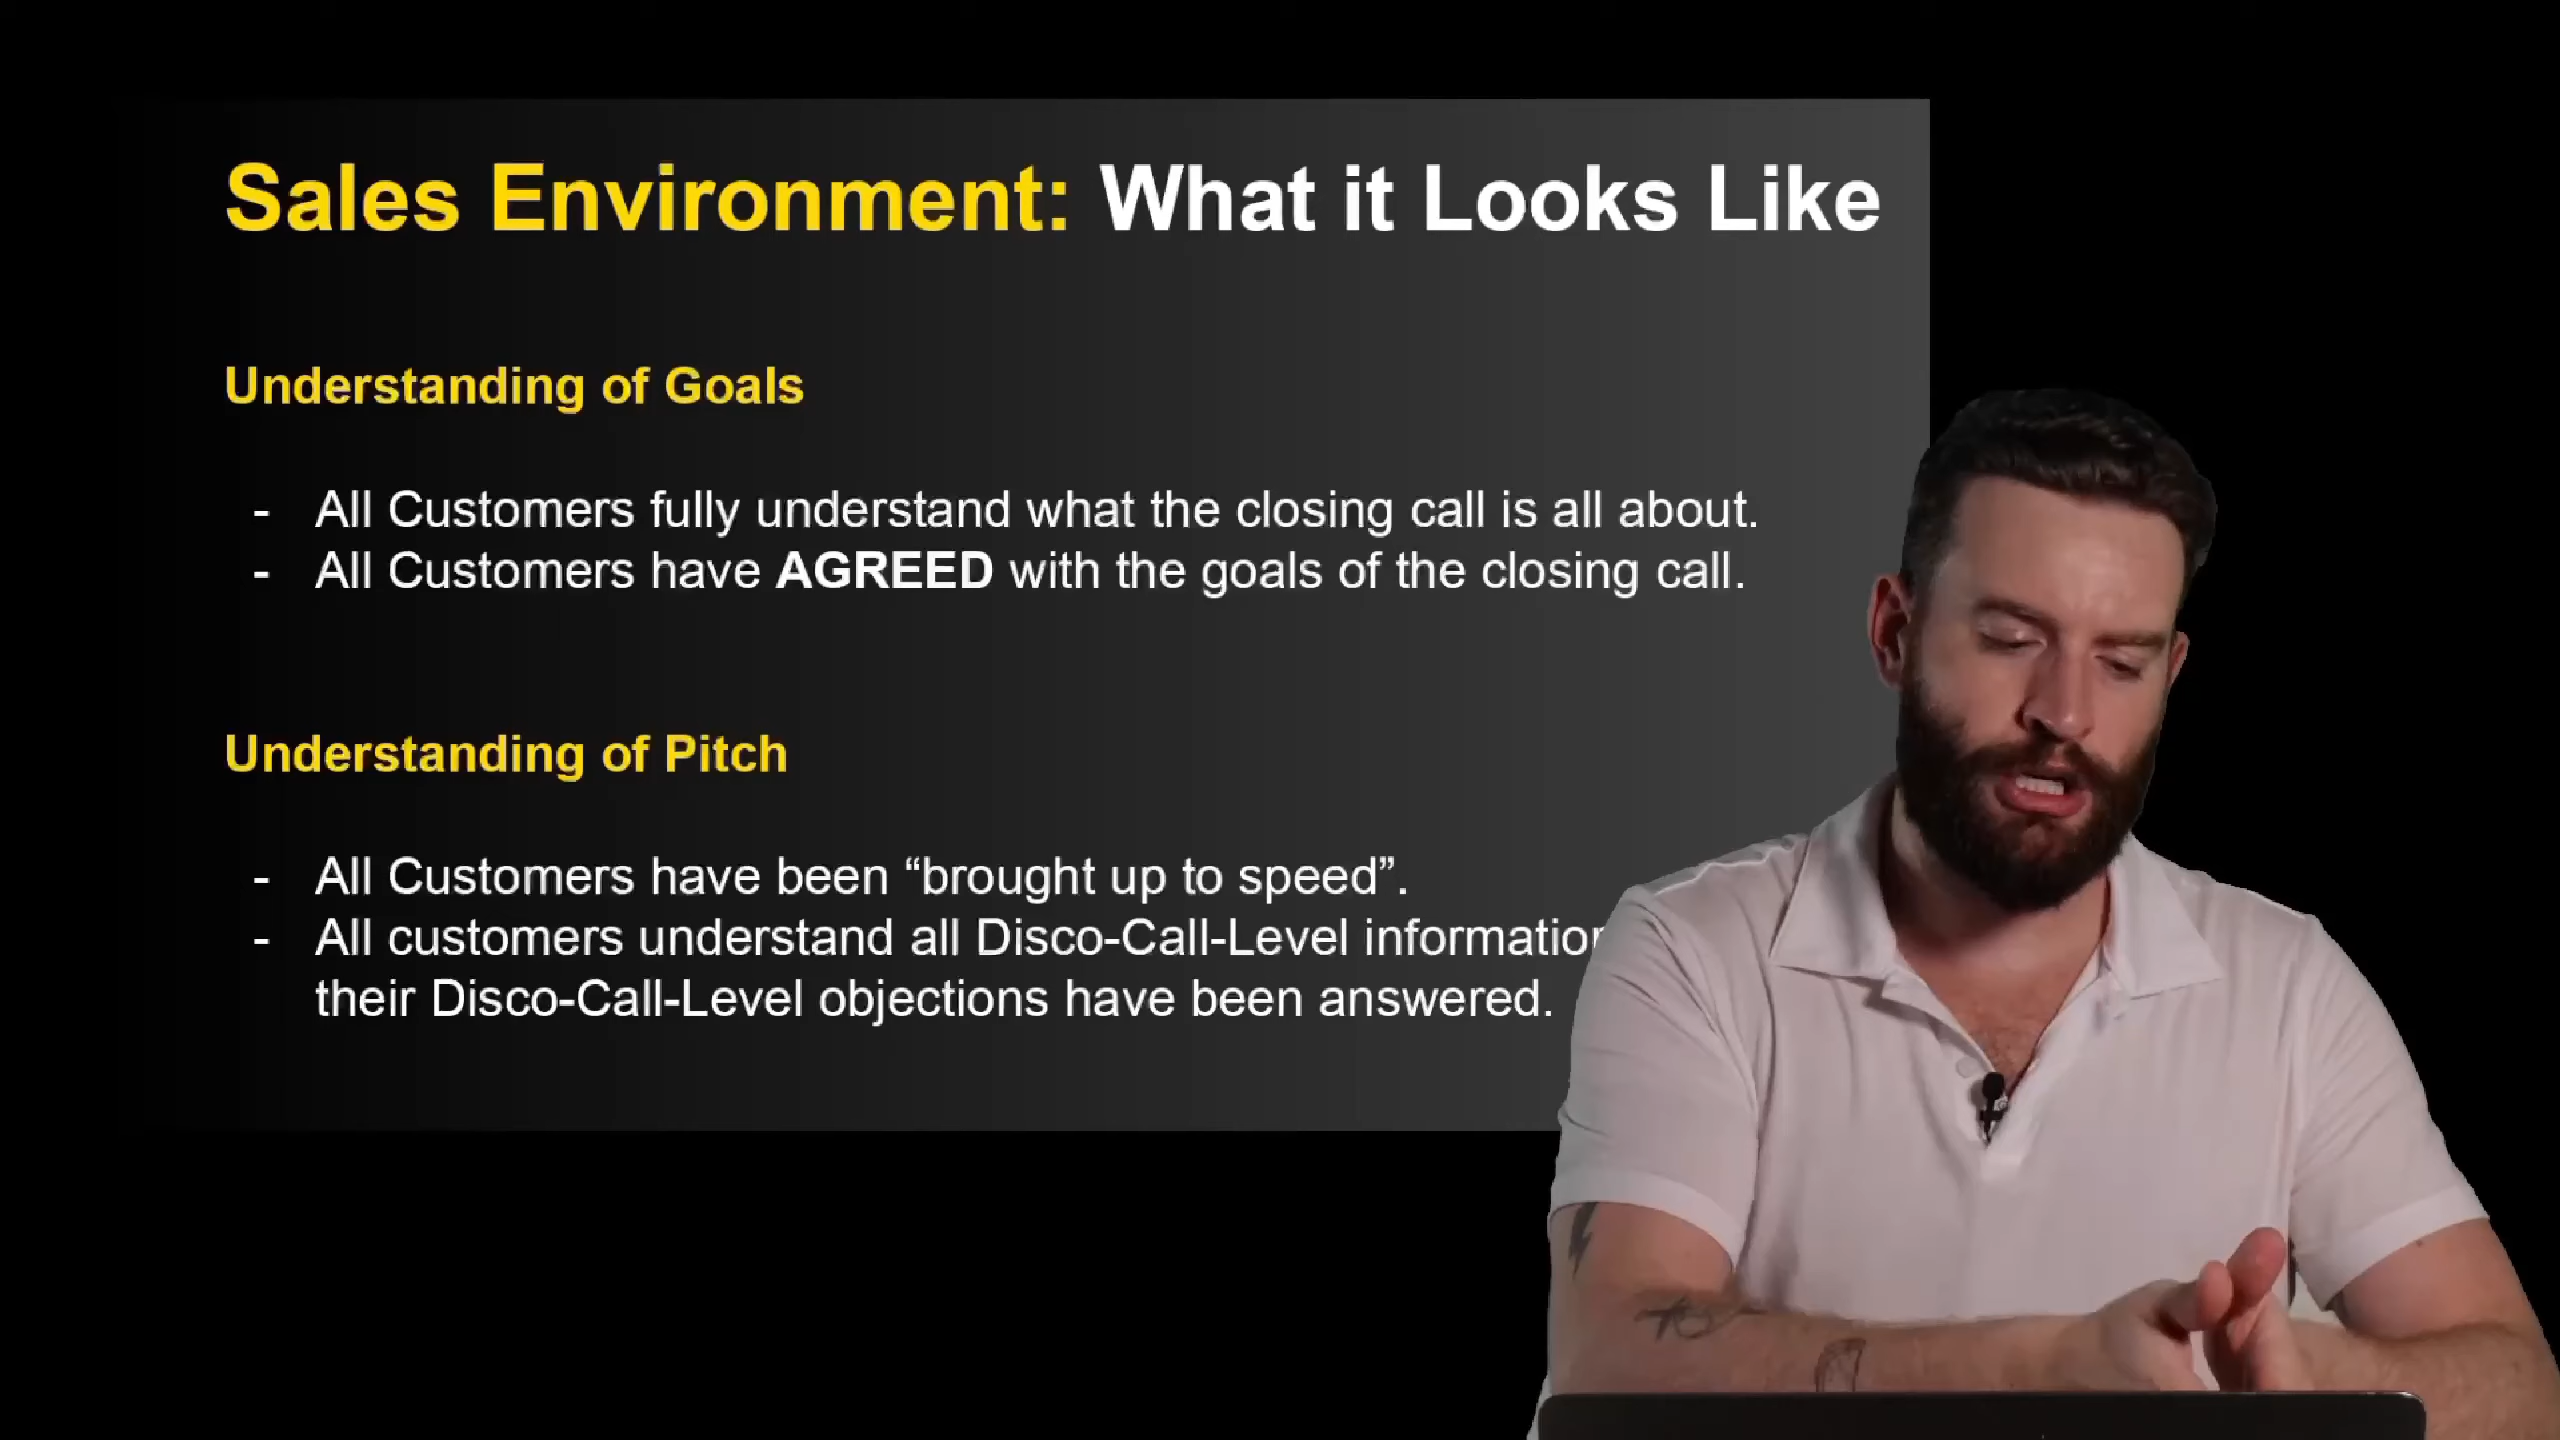 Sales Environment: What it Looks Like
Understanding of Goals
- All Customers fully understand what the closing call is all about.
- All Customers have AGREED with the goals of the closing call.
Understanding of Pitch
- All Customers have been “brought up to speed”.
- All customers understand all Disco-Call-Level information
their Disco-Call-Level objections have been answered.